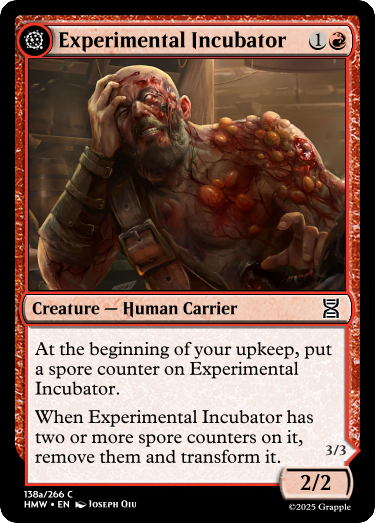 Experimental Incubator 1
Creature — Human Carrier
At the beginning of your upkeep, put
a spore counter on Experimental
Incubator.
When Experimental Incubator has
two or more spore counters on it,
remove them and transform it.
3/3
2/2
138a/266 C
HMW • EN Joseph Qiu
©2025 Grapple